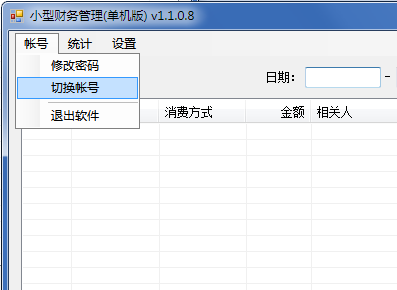 小型财务管理(单机版) v1.1.0.8
帐号 统计 设置
修改密码
日期: -
切换帐号
退出软件
消费方式 金额 相关人